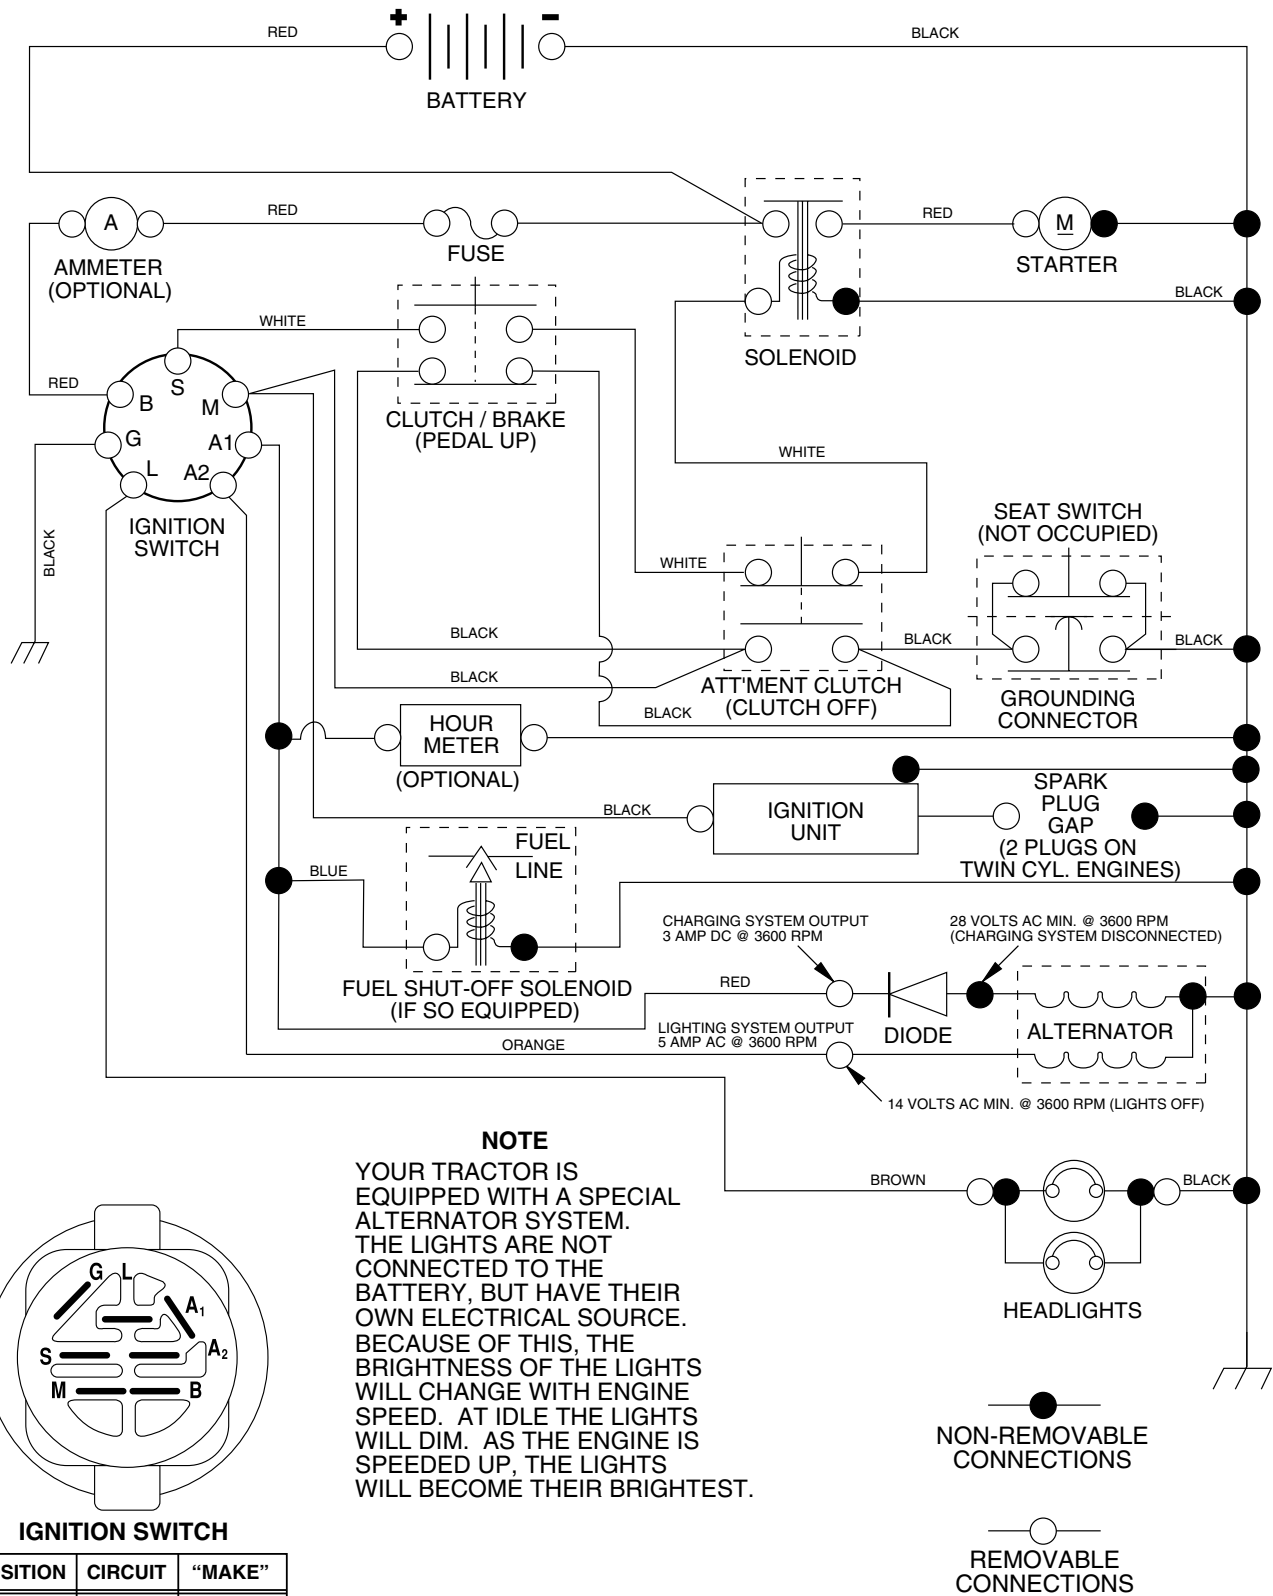 + -
RED
BLACK
BATTERY
A
RED
FUSE
RED
M
STARTER
AMMETER
(OPTIONAL)
BLACK
WHITE
SOLENOID
RED
S
B
M
G
A1
L
A2
CLUTCH / BRAKE
(PEDAL UP)
WHITE
IGNITION
SWITCH
BLACK
SEAT SWITCH
(NOT OCCUPIED)
WHITE
BLACK
BLACK
BLACK
BLACK
ATT'MENT CLUTCH
(CLUTCH OFF)
GROUNDING
CONNECTOR
BLACK
HOUR
METER
(OPTIONAL)
BLACK
IGNITION
UNIT
SPARK
PLUG
GAP
(2 PLUGS ON
TWIN CYL. ENGINES)
FUEL
LINE
BLUE
CHARGING SYSTEM OUTPUT
3 AMP DC @ 3600 RPM
28 VOLTS AC MIN. @ 3600 RPM
(CHARGING SYSTEM DISCONNECTED)
FUEL SHUT-OFF SOLENOID
(IF SO EQUIPPED)
RED
LIGHTING SYSTEM OUTPUT
5 AMP AC @ 3600 RPM
DIODE
ALTERNATOR
ORANGE
14 VOLTS AC MIN. @ 3600 RPM (LIGHTS OFF)
NOTE
YOUR TRACTOR IS
EQUIPPED WITH A SPECIAL
ALTERNATOR SYSTEM.
THE LIGHTS ARE NOT
CONNECTED TO THE
BATTERY, BUT HAVE THEIR
OWN ELECTRICAL SOURCE.
BECAUSE OF THIS, THE
BRIGHTNESS OF THE LIGHTS
WILL CHANGE WITH ENGINE
SPEED. AT IDLE THE LIGHTS
WILL DIM. AS THE ENGINE IS
SPEEDED UP, THE LIGHTS
WILL BECOME THEIR BRIGHTEST.
BROWN
BLACK
HEADLIGHTS
G L
A1
S
A2
M
B
IGNITION SWITCH
SITION CIRCUIT “MAKE”
NON-REMOVABLE
CONNECTIONS
REMOVABLE
CONNECTIONS